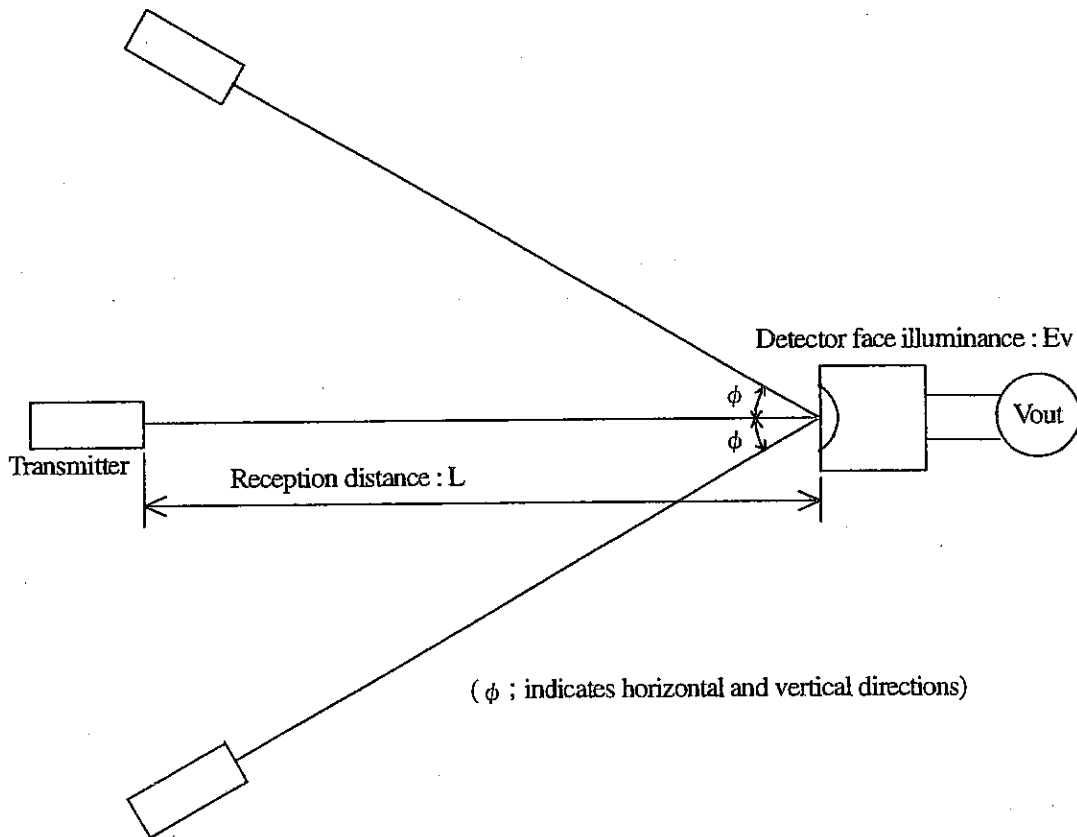 Detector face illuminance : Ev
ϕ
Vout
ϕ
Transmitter
Reception distance : L
( ϕ ; indicates horizontal and vertical directions)